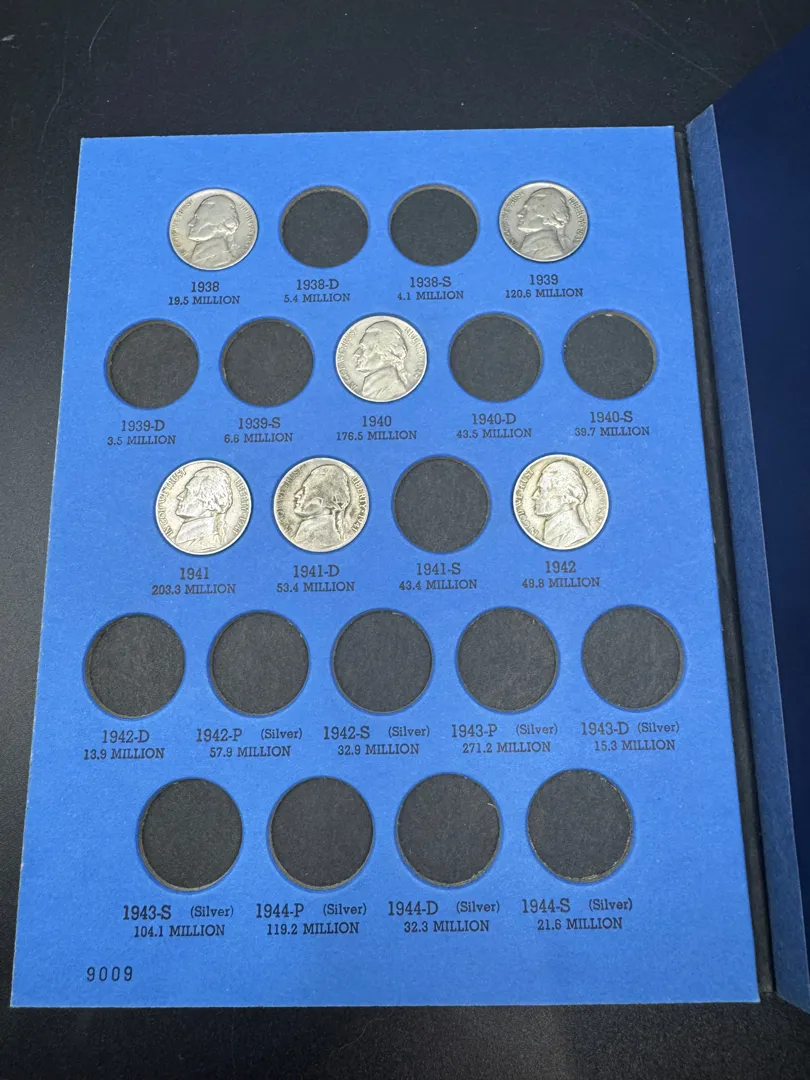 1938
19.5 MILLION
1938-D
5.4 MILLION
1938-S
4.1 MILLION
1939
120.6 MILLION
1939-D
3.5 MILLION
1939-S
6.6 MILLION
1940
176.5 MILLION
1940-D
43.5 MILLION
1940-S
39.7 MILLION
1941
203.3 MILLION
1941-D
53.4 MILLION
1941-S
43.4 MILLION
1942
49.8 MILLION
1942-D
13.9 MILLION
1942-P (Silver)
57.9 MILLION
1942-S (Silver)
32.9 MILLION
1943-P (Silver)
271.2 MILLION
1943-D (Silver)
15.3 MILLION
1943-S (Silver)
104.1 MILLION
1944-P (Silver)
119.2 MILLION
1944-D (Silver)
32.3 MILLION
1944-S (Silver)
21.6 MILLION
9009